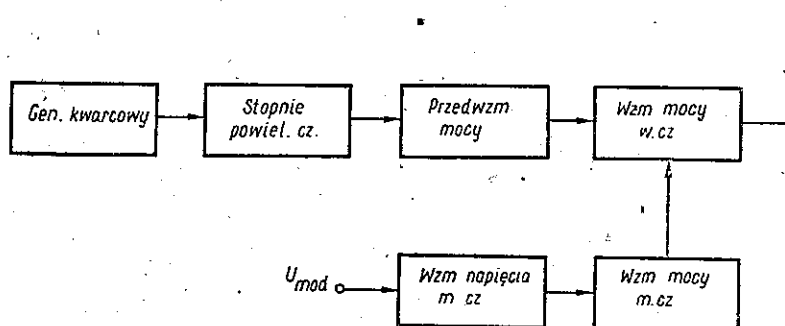 Gen. kwarcowy
Stopnie
powiel. cz.
Przedwzm
mocy
Wzm mocy
w.cz
Umod
Wzm napięcia
m cz
Wzm mocy
m.cz